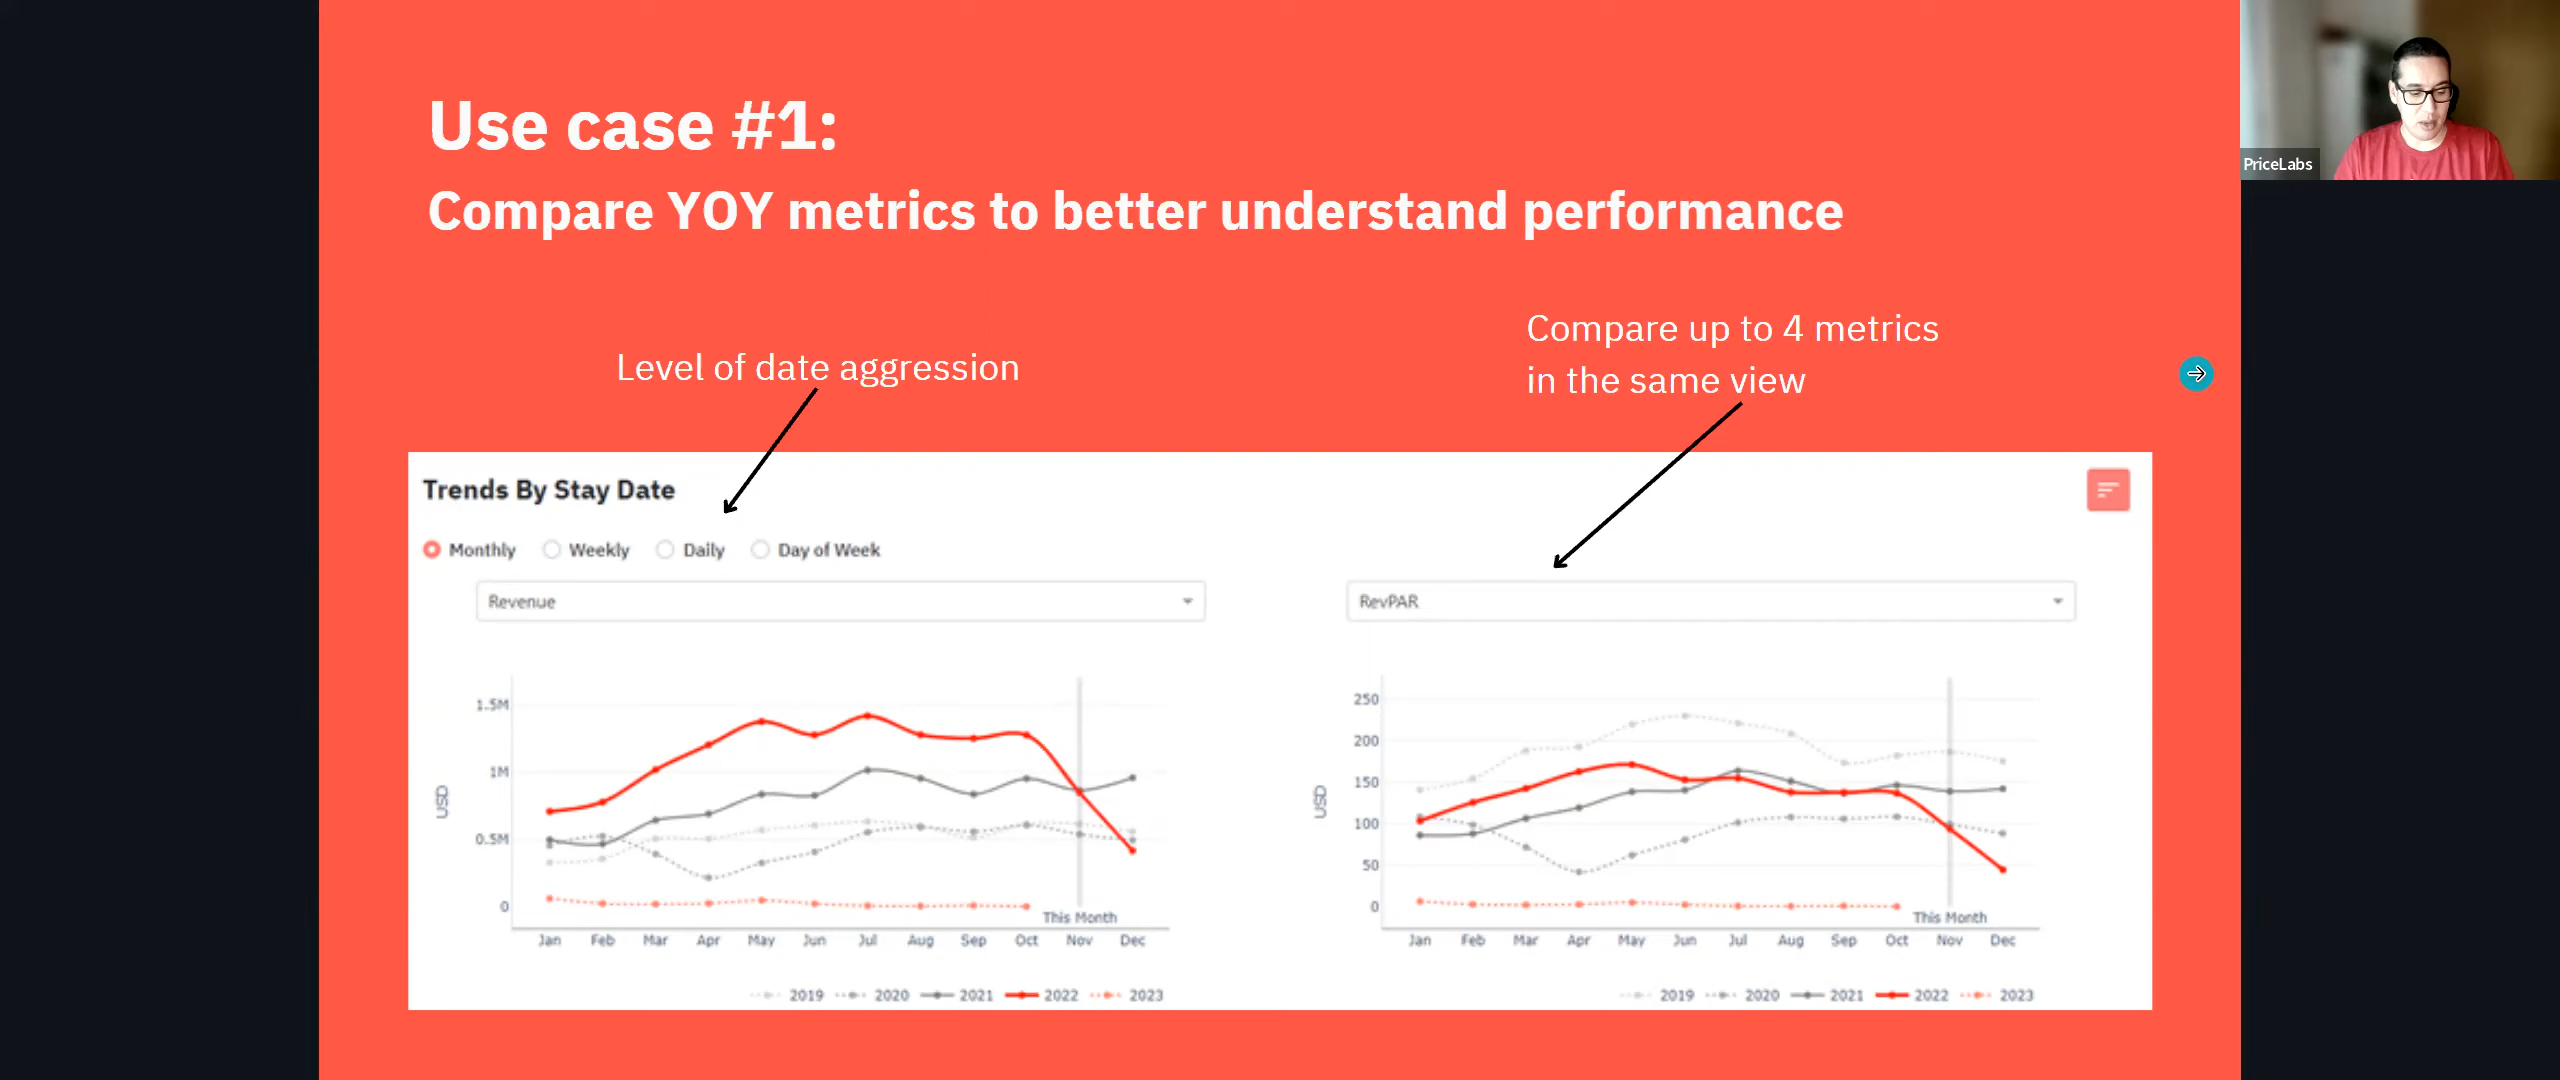 Use case #1:
Compare YOY metrics to better understand performance
PriceLabs
Level of date aggression
Compare up to 4 metrics
in the same view
Trends By Stay Date
Monthly Weekly Daily Day of Week
Revenue
RevPAR
1.5M
1M
0.5M
0
USD
This Month
Jan Feb Mar Apr May Jun Jul Aug Sep Oct Nov Dec
2019 2020 2021 2022 2023
250
200
150
100
50
0
USD
This Month
Jan Feb Mar Apr May Jun Jul Aug Sep Oct Nov Dec
2019 2020 2021 2022 2023